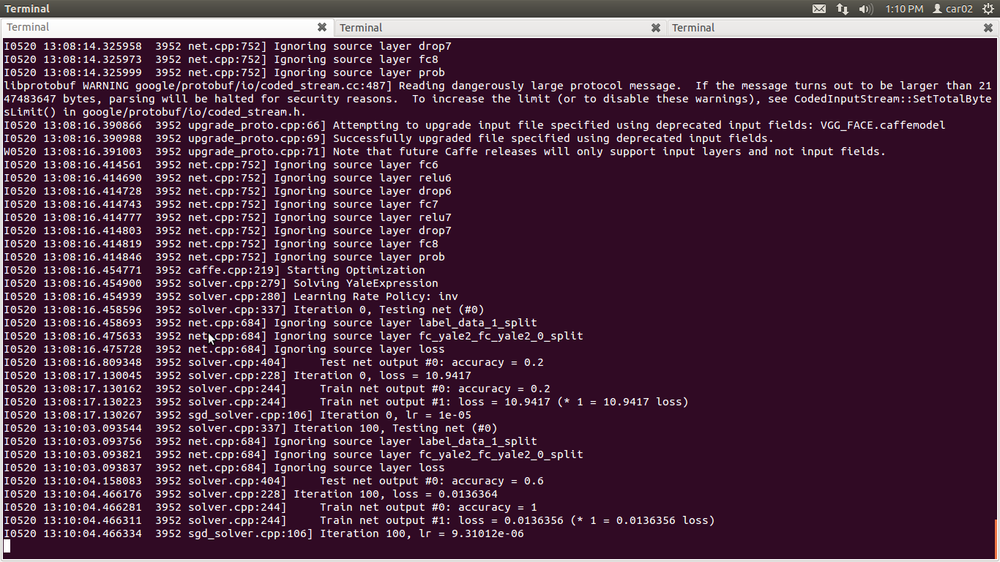 Terminal
1:10 PM
car02
Terminal
Terminal
Terminal
I0520 13:08:14.325958  3952 net.cpp:752] Ignoring source layer drop7
I0520 13:08:14.325973  3952 net.cpp:752] Ignoring source layer fc8
I0520 13:08:14.325999  3952 net.cpp:752] Ignoring source layer prob
libprotobuf WARNING google/protobuf/io/coded_stream.cc:487] Reading dangerously large protocol message.  If the message turns out to be larger than 21
47483647 bytes, parsing will be halted for security reasons.  To increase the limit (or to disable these warnings), see CodedInputStream::SetTotalByte
sLimit() in google/protobuf/io/coded_stream.h.
I0520 13:08:16.390866  3952 upgrade_proto.cpp:66] Attempting to upgrade input file specified using deprecated input fields: VGG_FACE.caffemodel
I0520 13:08:16.390988  3952 upgrade_proto.cpp:69] Successfully upgraded file specified using deprecated input fields.
W0520 13:08:16.391003  3952 upgrade_proto.cpp:71] Note that future Caffe releases will only support input layers and not input fields.
I0520 13:08:16.414561  3952 net.cpp:752] Ignoring source layer fc6
I0520 13:08:16.414690  3952 net.cpp:752] Ignoring source layer relu6
I0520 13:08:16.414728  3952 net.cpp:752] Ignoring source layer drop6
I0520 13:08:16.414743  3952 net.cpp:752] Ignoring source layer fc7
I0520 13:08:16.414777  3952 net.cpp:752] Ignoring source layer relu7
I0520 13:08:16.414803  3952 net.cpp:752] Ignoring source layer drop7
I0520 13:08:16.414819  3952 net.cpp:752] Ignoring source layer fc8
I0520 13:08:16.414846  3952 net.cpp:752] Ignoring source layer prob
I0520 13:08:16.454771  3952 caffe.cpp:219] Starting Optimization
I0520 13:08:16.454900  3952 solver.cpp:279] Solving YaleExpression
I0520 13:08:16.454939  3952 solver.cpp:280] Learning Rate Policy: inv
I0520 13:08:16.458596  3952 solver.cpp:337] Iteration 0, Testing net (#0)
I0520 13:08:16.458693  3952 net.cpp:684] Ignoring source layer label_data_1_split
I0520 13:08:16.475633  3952 net.cpp:684] Ignoring source layer fc_yale2_fc_yale2_0_split
I0520 13:08:16.475728  3952 net.cpp:684] Ignoring source layer loss
I0520 13:08:16.809348  3952 solver.cpp:404]     Test net output #0: accuracy = 0.2
I0520 13:08:17.130045  3952 solver.cpp:228] Iteration 0, loss = 10.9417
I0520 13:08:17.130162  3952 solver.cpp:244]     Train net output #0: accuracy = 0.2
I0520 13:08:17.130223  3952 solver.cpp:244]     Train net output #1: loss = 10.9417 (* 1 = 10.9417 loss)
I0520 13:08:17.130267  3952 sgd_solver.cpp:106] Iteration 0, lr = 1e-05
I0520 13:10:03.093544  3952 solver.cpp:337] Iteration 100, Testing net (#0)
I0520 13:10:03.093756  3952 net.cpp:684] Ignoring source layer label_data_1_split
I0520 13:10:03.093821  3952 net.cpp:684] Ignoring source layer fc_yale2_fc_yale2_0_split
I0520 13:10:03.093837  3952 net.cpp:684] Ignoring source layer loss
I0520 13:10:04.158083  3952 solver.cpp:404]     Test net output #0: accuracy = 0.6
I0520 13:10:04.466176  3952 solver.cpp:228] Iteration 100, loss = 0.0136364
I0520 13:10:04.466281  3952 solver.cpp:244]     Train net output #0: accuracy = 1
I0520 13:10:04.466311  3952 solver.cpp:244]     Train net output #1: loss = 0.0136356 (* 1 = 0.0136356 loss)
I0520 13:10:04.466334  3952 sgd_solver.cpp:106] Iteration 100, lr = 9.31012e-06